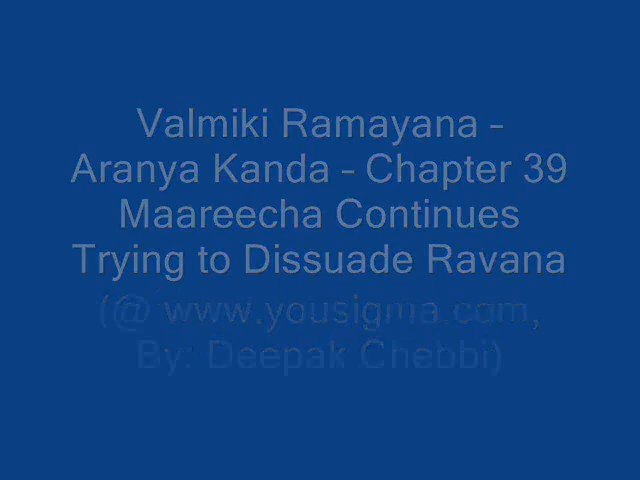 Valmiki Ramayana –
Aranya Kanda – Chapter 39
Maareecha Continues
Trying to Dissuade Ravana
(@ www.yousigma.com,
By: Deepak Chebbi)